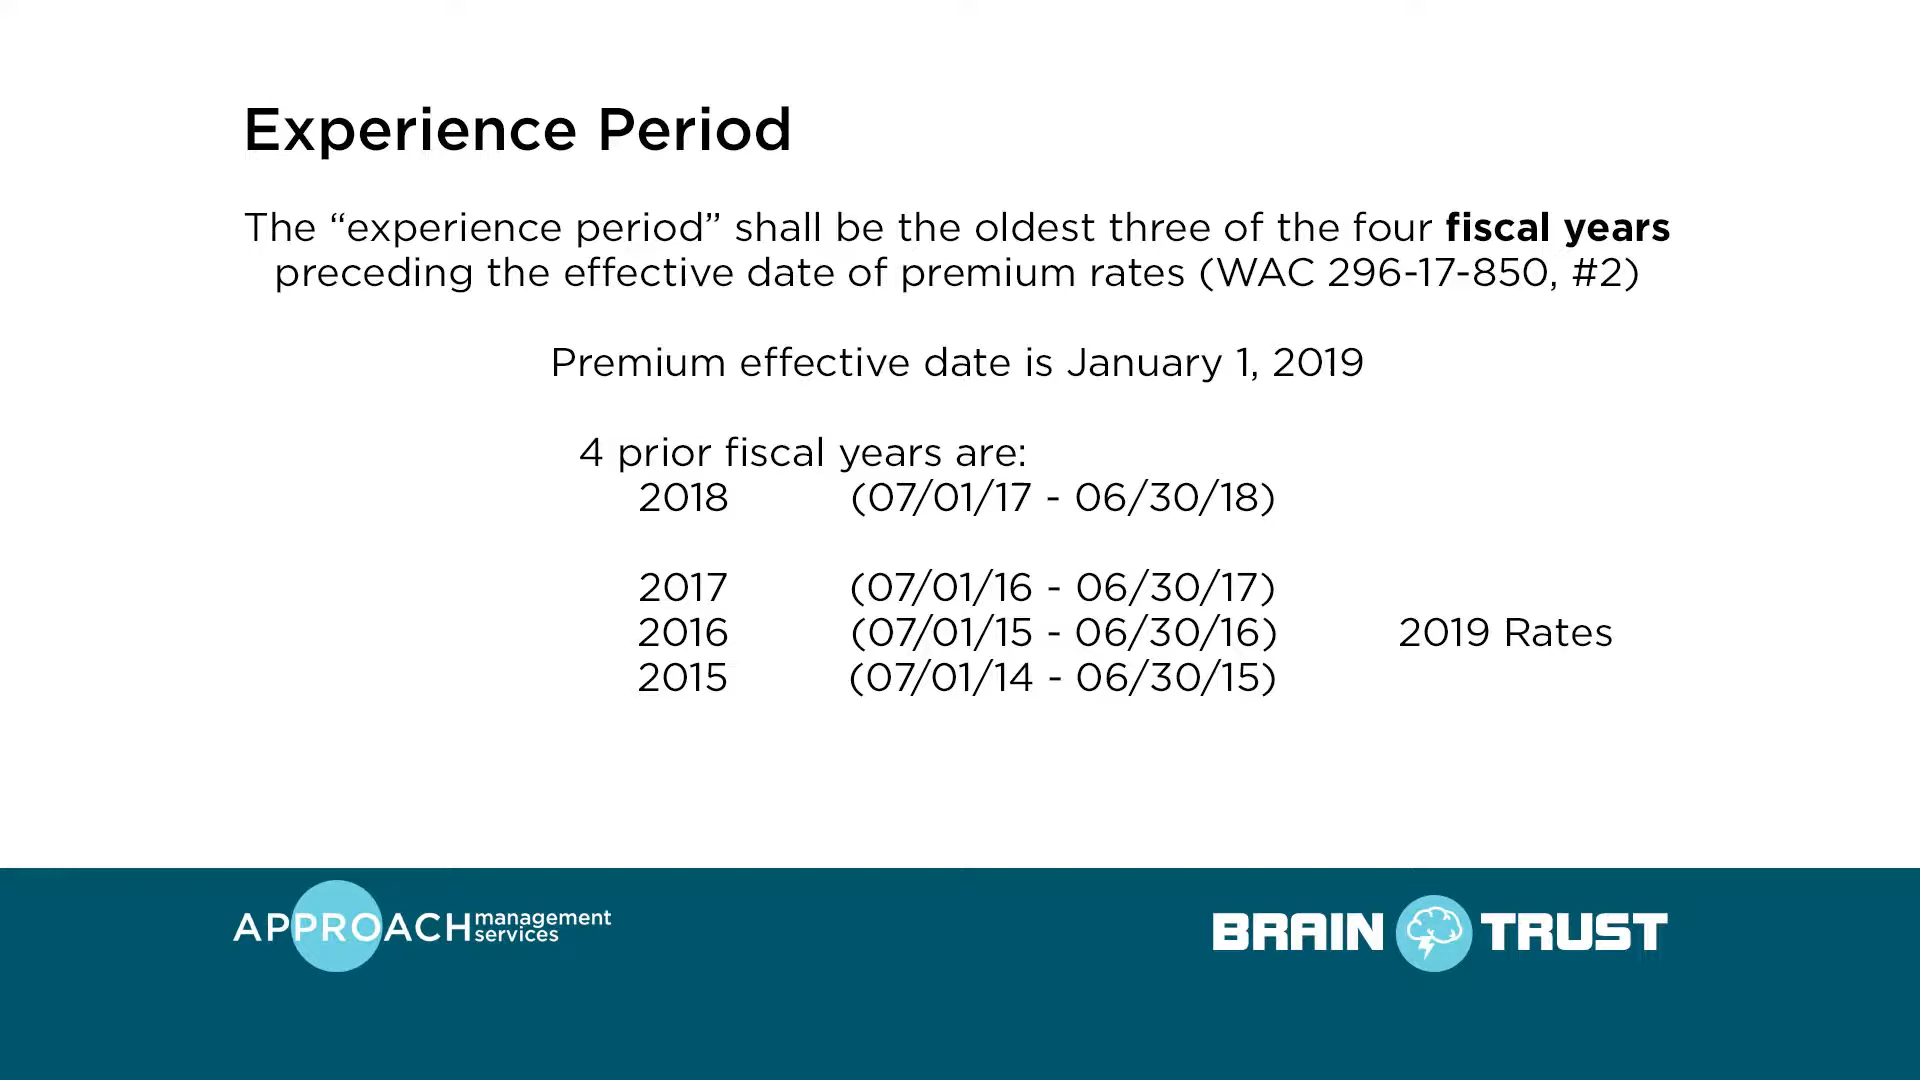 Experience Period
The “experience period” shall be the oldest three of the four fiscal years
preceding the effective date of premium rates (WAC 296-17-850, #2)
Premium effective date is January 1, 2019
4 prior fiscal years are:
2018 (07/01/17 - 06/30/18)
2017 (07/01/16 - 06/30/17)
2016 (07/01/15 - 06/30/16) 2019 Rates
2015 (07/01/14 - 06/30/15)
APPROACH management services
BRAIN TRUST